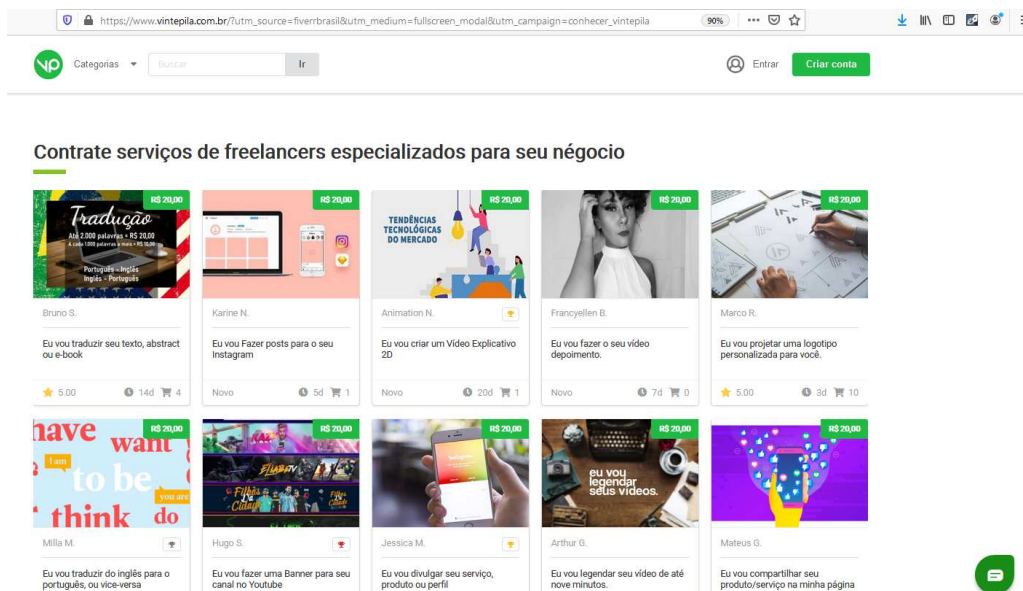 https://www.vintepila.com.br/?utm_source=fiverrbrasil&utm_medium=fullscreen_modal&utm_campaign=conhecer_vintepila
90%
vp
Categorias
Buscar
Ir
Entrar
Criar conta
Contrate serviços de freelancers especializados para seu négocio
R$ 20,00
Tradução
Até 2.000 palavras • R$ 20,00
A cada 1000 palavras a mais • R$ 10,00
Português - Inglês
Inglês - Português
Bruno S.
Eu vou traduzir seu texto, abstract
ou e-book
5.00
14d
4
R$ 20,00
Karine N.
Eu vou Fazer posts para o seu
Instagram
Novo
5d
1
R$ 20,00
TENDÊNCIAS
TECNOLÓGICAS
DO MERCADO
Animation N.
Eu vou criar um Vídeo Explicativo
2D
Novo
20d
1
R$ 20,00
Francyellen B.
Eu vou fazer o seu vídeo
depoimento.
Novo
7d
0
R$ 20,00
Marco R.
Eu vou projetar uma logotipo
personalizada para você.
5.00
3d
10
R$ 20,00
have
want
I am
to be
you are
think
do
Milla M.
Eu vou traduzir do inglês para o
português, ou vice-versa
R$ 20,00
Hugo S.
Eu vou fazer uma Banner para seu
canal no Youtube
R$ 20,00
Jessica M.
Eu vou divulgar seu serviço,
produto ou perfil
R$ 20,00
eu vou
legendar
seus vídeos.
Arthur G.
Eu vou legendar seu vídeo de até
nove minutos.
R$ 20,00
Mateus G.
Eu vou compartilhar seu
produto/serviço na minha página